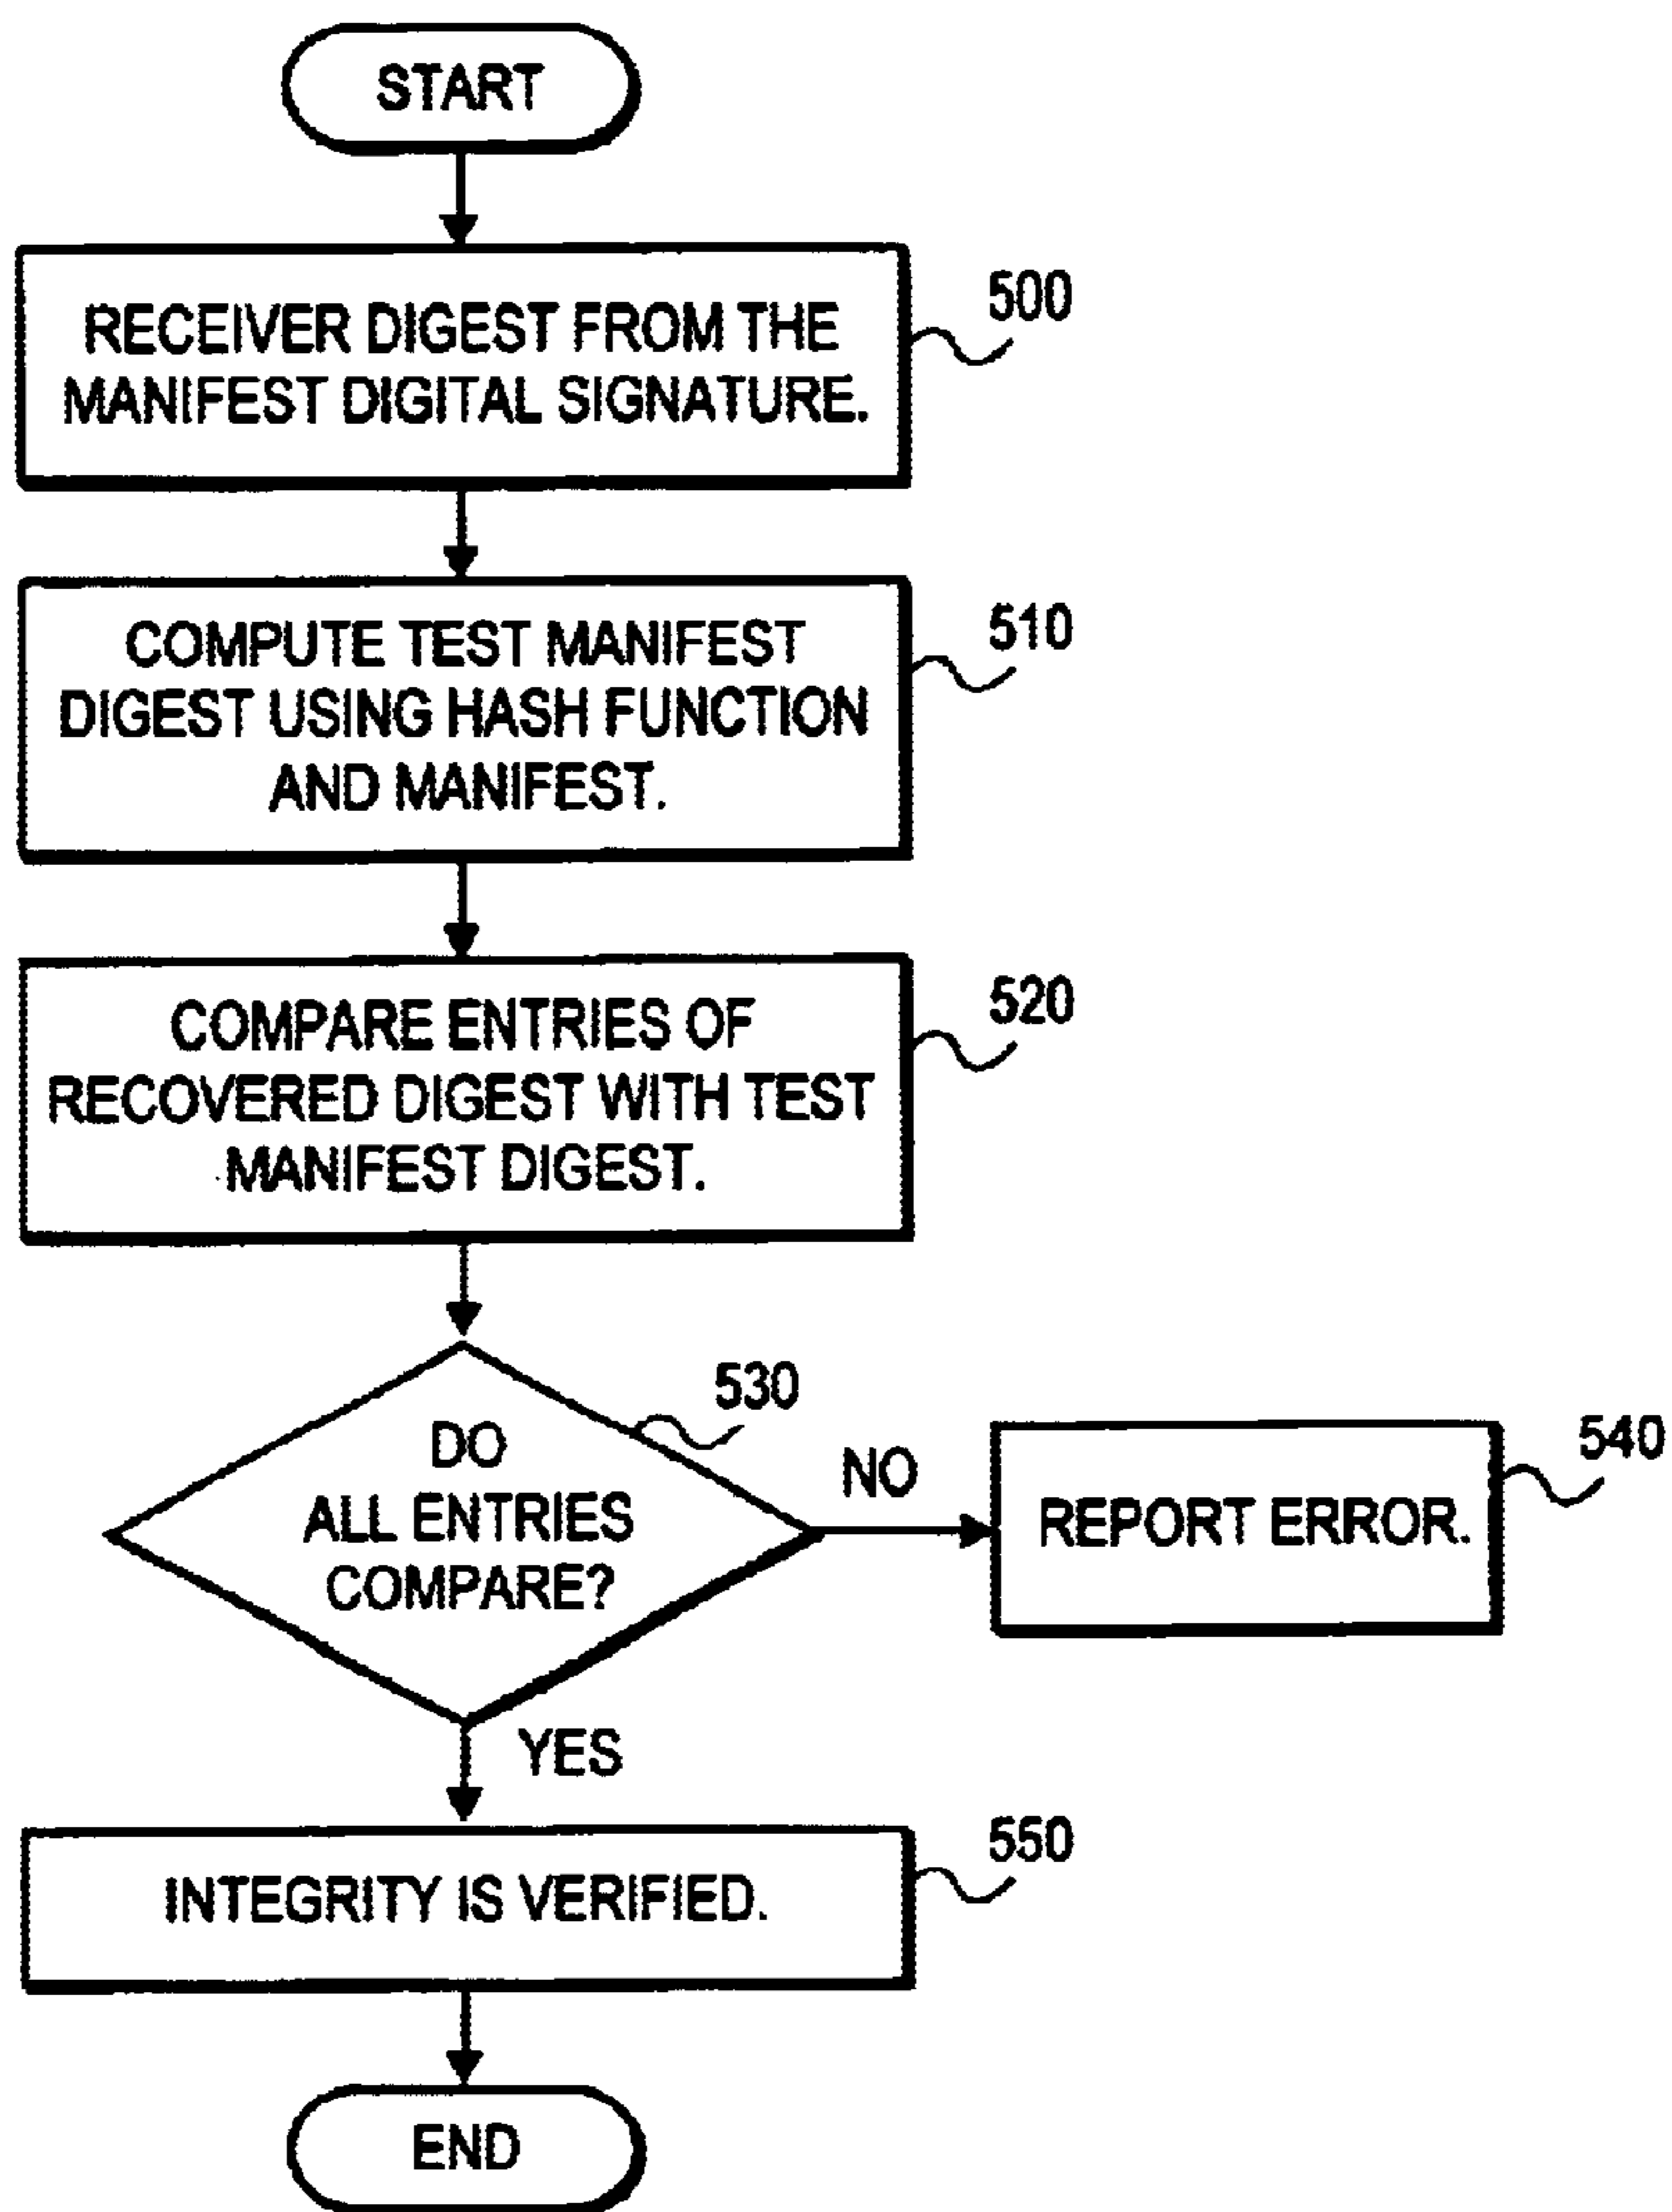 START
RECEIVER DIGEST FROM THE
MANIFEST DIGITAL SIGNATURE.
500
COMPUTE TEST MANIFEST
DIGEST USING HASH FUNCTION
AND MANIFEST.
510
COMPARE ENTRIES OF
RECOVERED DIGEST WITH TEST
MANIFEST DIGEST.
520
DO
ALL ENTRIES
COMPARE?
530
NO
REPORT ERROR.
540
YES
INTEGRITY IS VERIFIED.
550
END